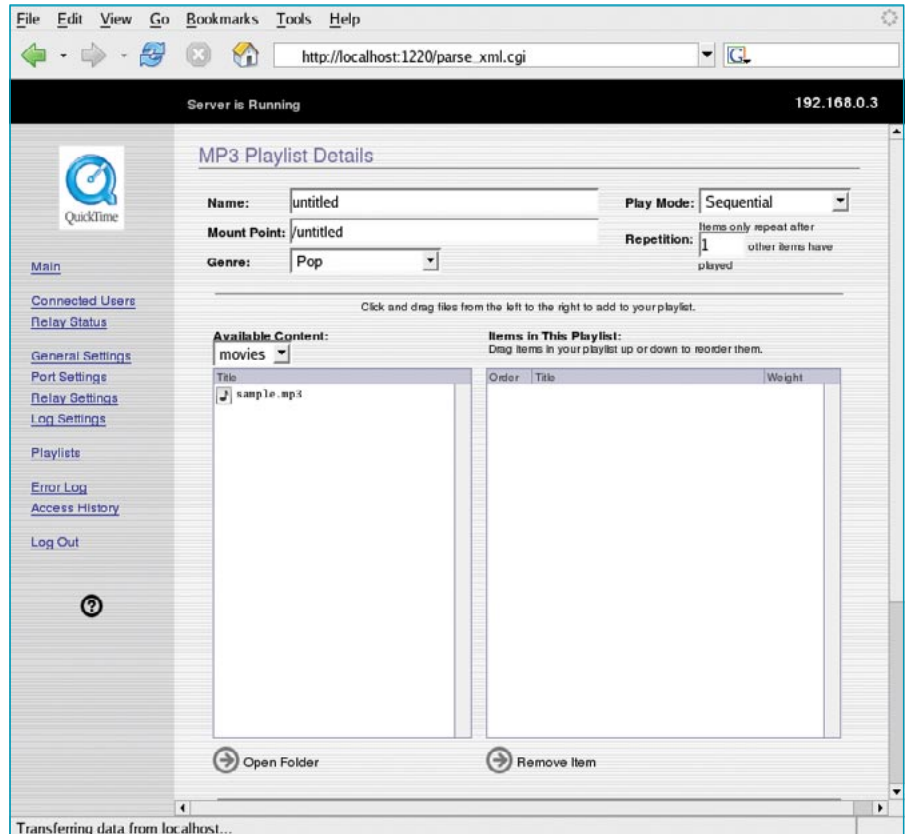 File Edit View Go Bookmarks Tools Help
http://localhost:1220/parse_xml.cgi
G
Server is Running
192.168.0.3
QuickTime
Main
Connected Users
Relay Status
General Settings
Port Settings
Relay Settings
Log Settings
Playlists
Error Log
Access History
Log Out
?
MP3 Playlist Details
Name: untitled
Mount Point: /untitled
Genre: Pop
Play Mode: Sequential
Repetition: Items only repeat after
1 other items have
played
Click and drag files from the left to the right to add to your playlist.
Available Content:
movies
Title
sample.mp3
Open Folder
Items in This Playlist:
Drag items in your playlist up or down to reorder them.
Order Title Weight
Remove Item
Transferring data from localhost...